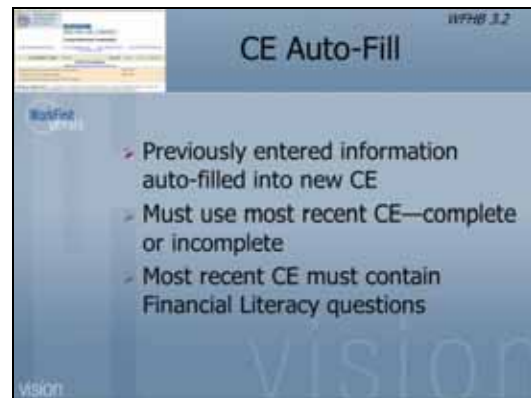 WFHB 3.2
CE Auto-Fill
WorkFirst
Previously entered information
auto-filled into new CE
Must use most recent CE—complete
or incomplete
Most recent CE must contain
Financial Literacy questions
vision
vision